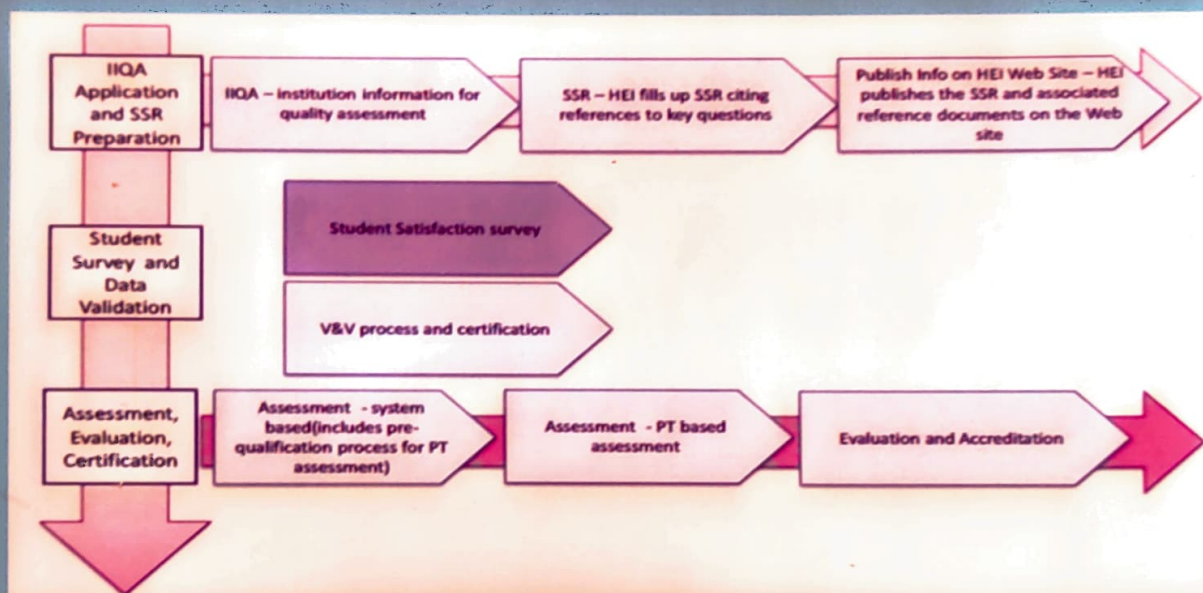 IIQA
Application
and SSR
Preparation
IIQA – institution information for
quality assessment
SSR – HEI fills up SSR citing
references to key questions
Publish Info on HEI Web Site – HEI
publishes the SSR and associated
reference documents on the Web
site
Student
Survey and
Data
Validation
Student Satisfaction survey
V&V process and certification
Assessment,
Evaluation,
Certification
Assessment - system
based(includes pre-
qualification process for PT
assessment)
Assessment - PT based
assessment
Evaluation and Accreditation